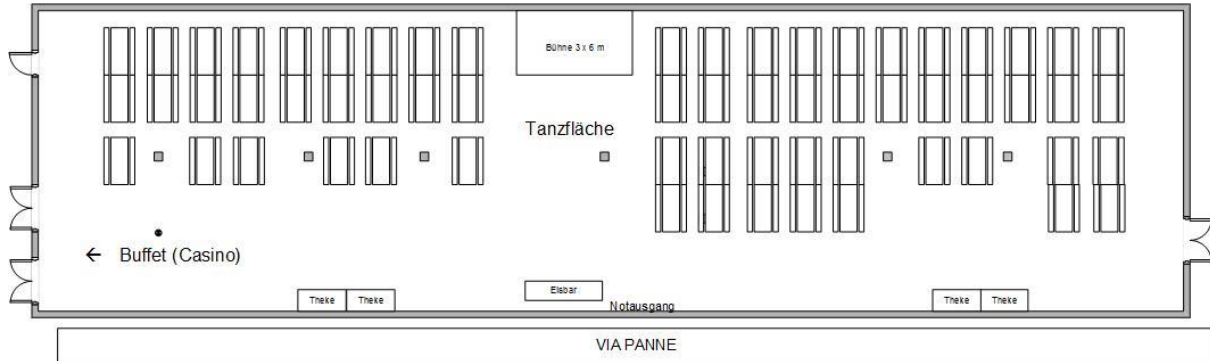 Bühne 3 x 6 m
Tanzfläche
← Buffet (Casino)
Theke Theke
Eisbar
Notausgang
Theke Theke
VIA PANNE